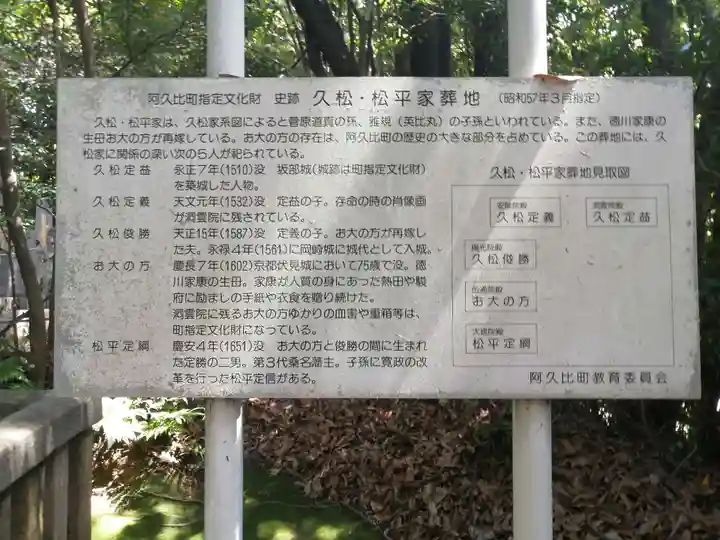 阿久比町指定文化財　史跡　久松・松平家葬地　（昭和57年3月指定）
久松・松平家は、久松家系図によると菅原道真の孫、雅規（英比丸）の子孫といわれている。また、徳川家康の
生母お大の方が再嫁している。お大の方の存在は、阿久比町の歴史の大きな部分を占めている。この葬地には、久
松家に関係の深い次の5人が祀られている。
久松定益　永正7年(1510)没　坂部城(城跡は町指定文化財)
を築城した人物。
久松定義　天文元年(1532)没　定益の子。存命の時の肖像画
が洞雲院に残されている。
久松俊勝　天正15年(1587)没　定義の子。お大の方が再嫁し
た夫。永禄4年(1561)に岡崎城に城代として入城。
お大の方　慶長7年(1602)京都伏見城において75歳で没。徳
川家康の生母。家康が人質の身にあった熱田や駿
府に励ましの手紙や衣食を贈り続けた。
洞雲院に残るお大の方ゆかりの血書や重箱等は、
町指定文化財になっている。
松平定綱　慶安4年(1651)没　お大の方と俊勝の間に生まれ
た定勝の二男。第3代桑名藩主。子孫に寛政の改
革を行った松平定信がある。
久松・松平家葬地見取図
久松定義
久松定益
久松俊勝
お大の方
松平定綱
阿久比町教育委員会